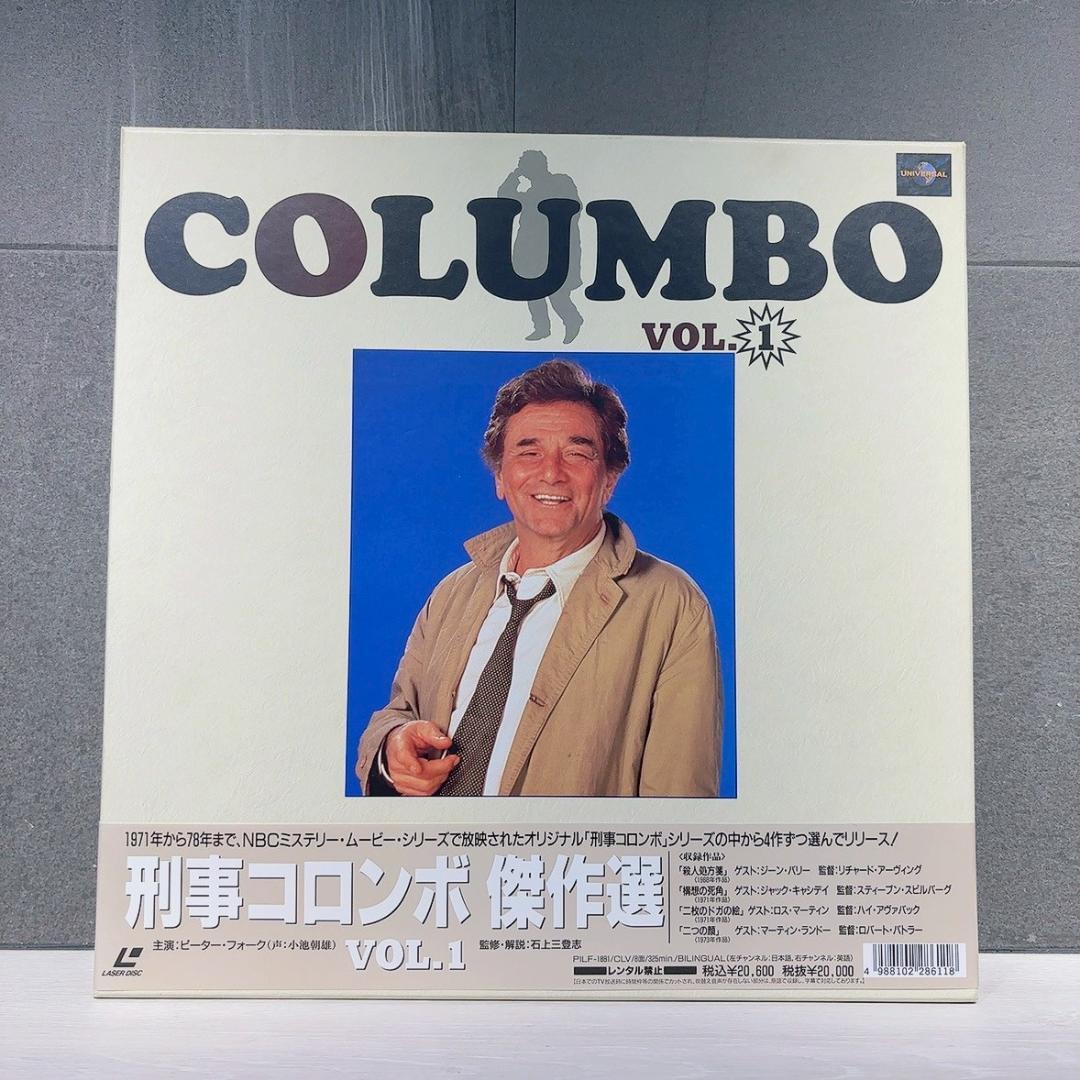 UNIVERSAL
COLUMBO
VOL.1
1971年から78年まで、NBCミステリー・ムービー・シリーズで放映されたオリジナル「刑事コロンボ」シリーズの中から4作ずつ選んでリリース!
刑事コロンボ 傑作選
VOL.1
主演:ピーター・フォーク(声:小池朝雄)
監修・解説:石上三登志
〈収録作品〉
「殺人処方箋」 ゲスト:ジーン・バリー 監督:リチャード・アーヴィング
(1968年作品)
「構想の死角」 ゲスト:ジャック・キャシデイ 監督:スティーブン・スピルバーグ
(1971年作品)
「二枚のドガの絵」 ゲスト:ロス・マーティン 監督:ハイ・アヴァバック
(1971年作品)
「二つの顔」 ゲスト:マーティン・ランドー 監督:ロバート・バトラー
(1973年作品)
LASER DISC
PILF-1881/CLV/8面/325min./BILINGUAL(左チャンネル:日本語、右チャンネル:英語)
レンタル禁止 税込¥20,600 税抜¥20,000
4 988102 286118